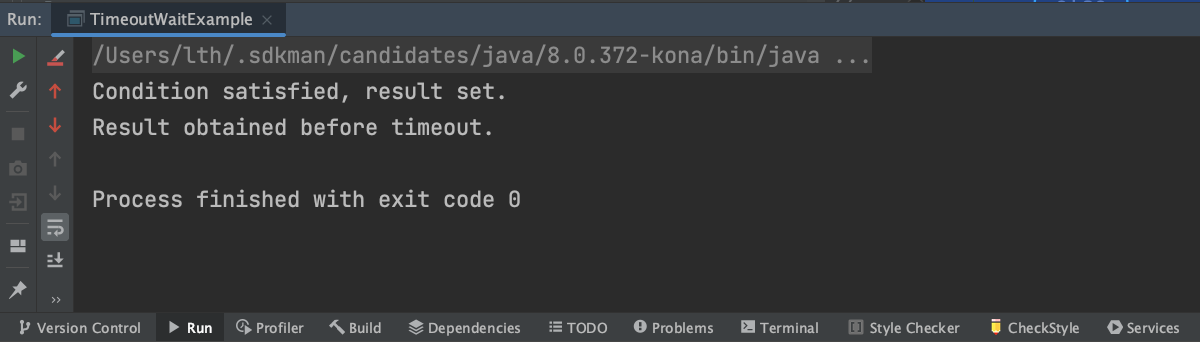 Run: TimeoutWaitExample ×
/Users/lth/.sdkman/candidates/java/8.0.372-kona/bin/java ...
Condition satisfied, result set.
Result obtained before timeout.
Process finished with exit code 0
Version Control Run Profiler Build Dependencies TODO Problems Terminal Style Checker CheckStyle Services